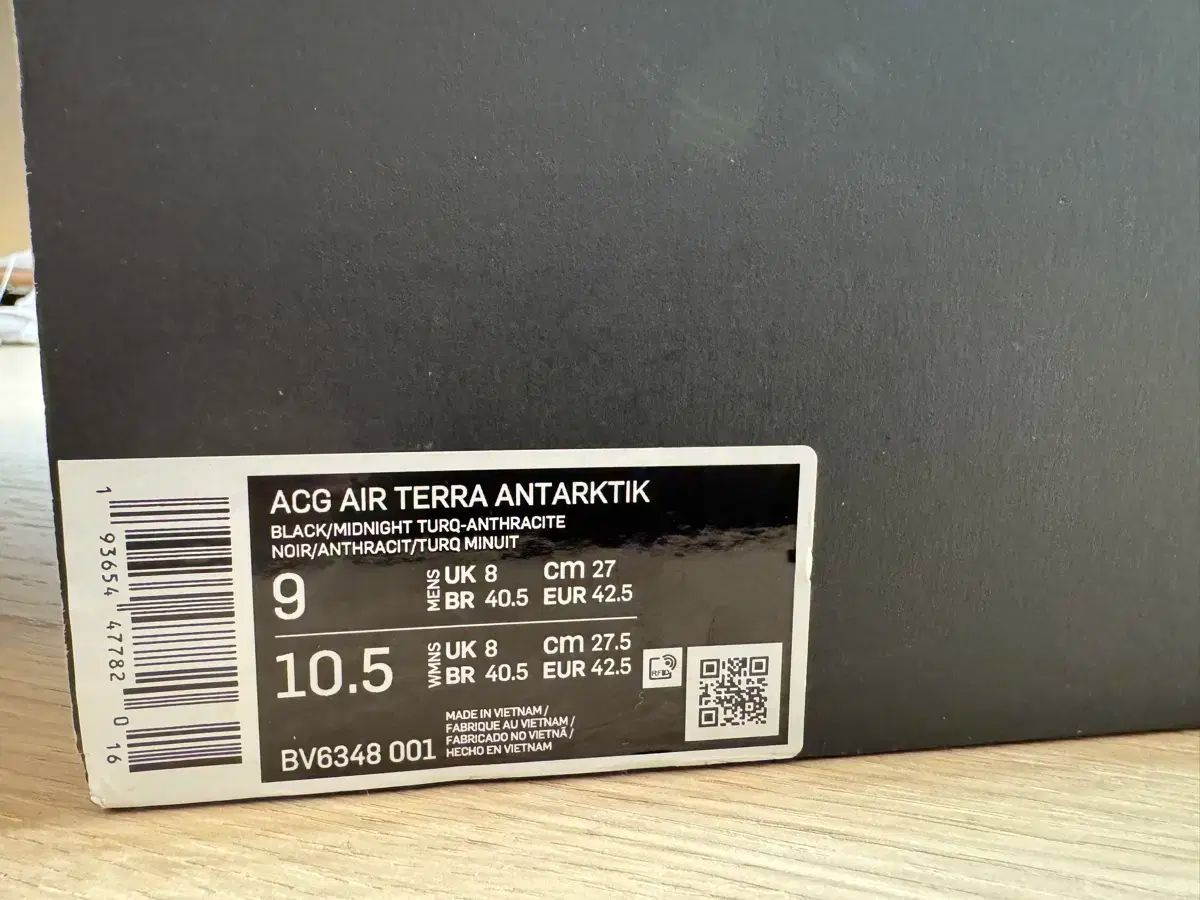 ACG AIR TERRA ANTARKTIK
BLACK/MIDNIGHT TURQ-ANTHRACITE
NOIR/ANTHRACIT/TURQ MINUIT
9 MENS UK 8 cm 27
BR 40.5 EUR 42.5
10.5 WMNS UK 8 cm 27.5
BR 40.5 EUR 42.5
RFID
BV6348 001
MADE IN VIETNAM /
FABRIQUE AU VIETNAM /
FABRICADO NO VIETNÃ /
HECHO EN VIETNAM
1 93654 47782 0 16